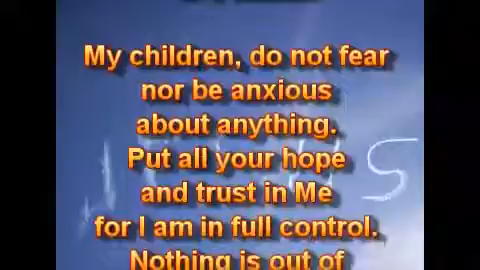 My children, do not fear
nor be anxious
about anything.
Put all your hope
and trust in Me
for I am in full control.
Nothing is out of